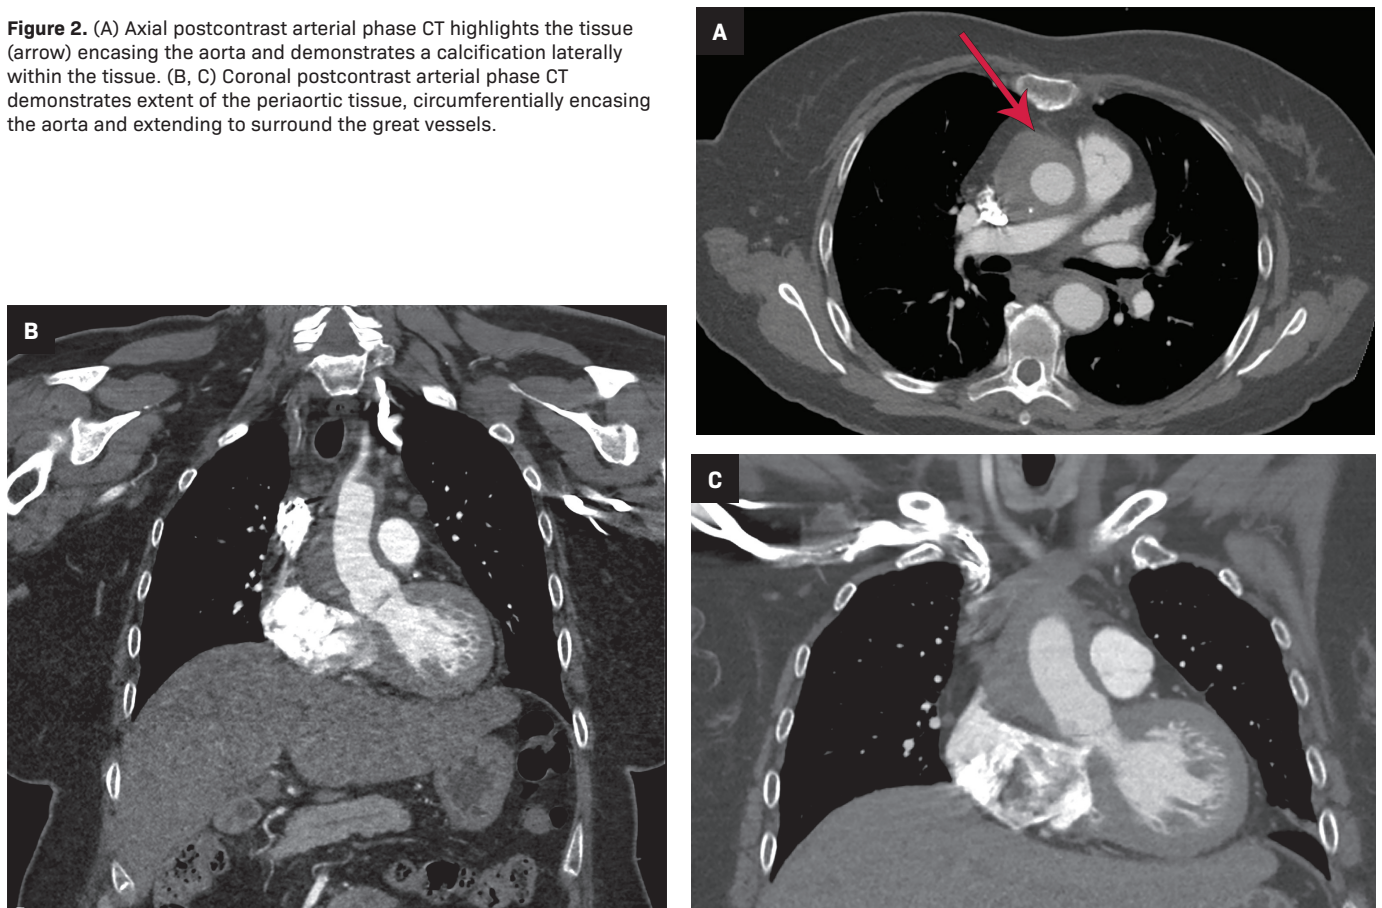 Figure 2. (A) Axial postcontrast arterial phase CT highlights the tissue
(arrow) encasing the aorta and demonstrates a calcification laterally
within the tissue. (B, C) Coronal postcontrast arterial phase CT
demonstrates extent of the periaortic tissue, circumferentially encasing
the aorta and extending to surround the great vessels.
A
B
C